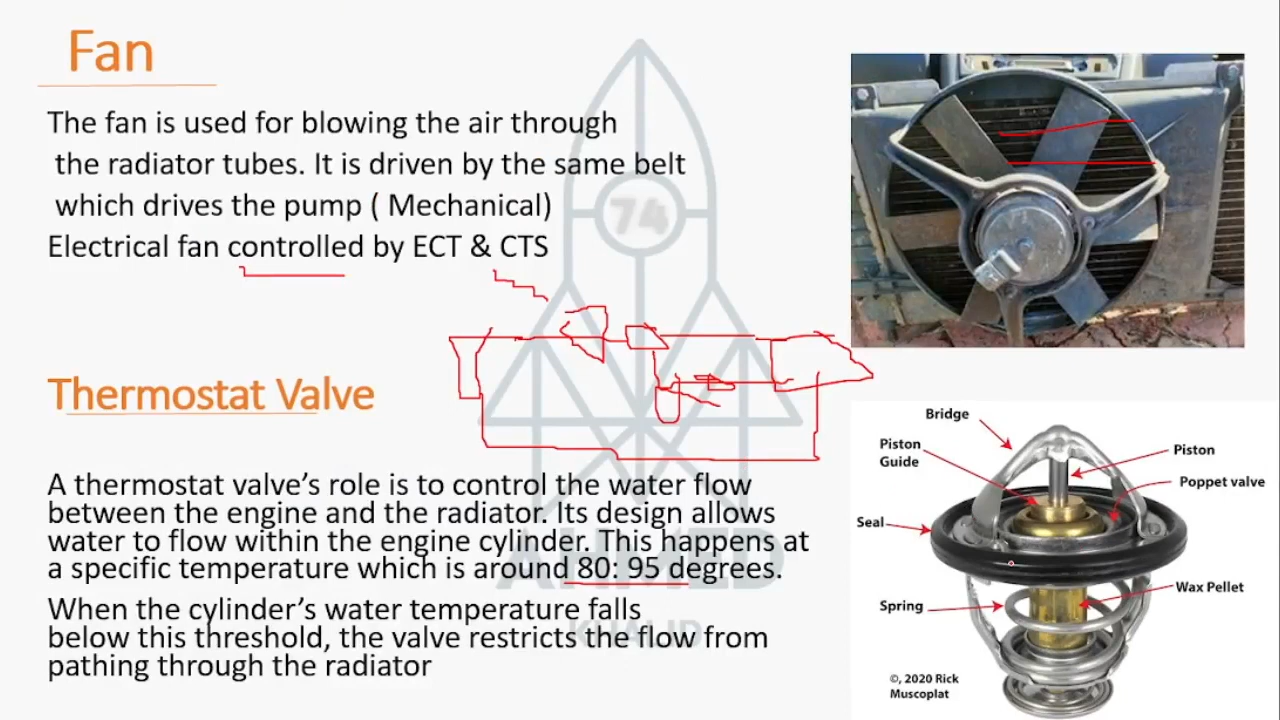 Fan
The fan is used for blowing the air through
the radiator tubes. It is driven by the same belt
which drives the pump ( Mechanical)
Electrical fan controlled by ECT & CTS
74
Thermostat Valve
A thermostat valve's role is to control the water flow
between the engine and the radiator. Its design allows
water to flow within the engine cylinder. This happens at
a specific temperature which is around 80: 95 degrees.
When the cylinder's water temperature falls
below this threshold, the valve restricts the flow from
pathing through the radiator
AHMED
KHALID
Bridge
Piston
Guide
Piston
Poppet valve
Seal
Wax Pellet
Spring
©, 2020 Rick
Muscoplat